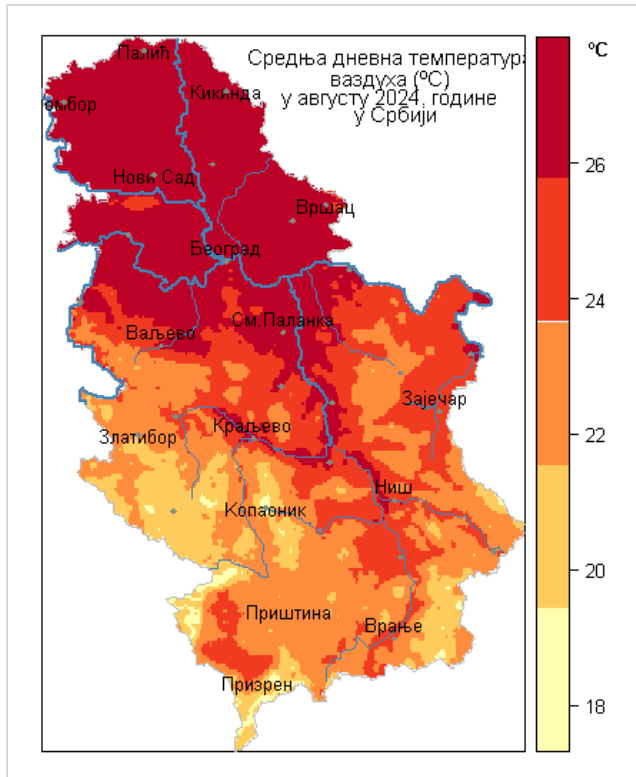 Средња дневна температура
ваздуха (ºC)
у августу 2024. године
у Србији
ºC
Палић
Кикинда
омбор
Нови Сад
Вршац
Београд
См.Паланка
Ваљево
Зајечар
Краљево
Златибор
Ниш
Копаоник
Приштина
Врање
Призрен
26
24
22
20
18